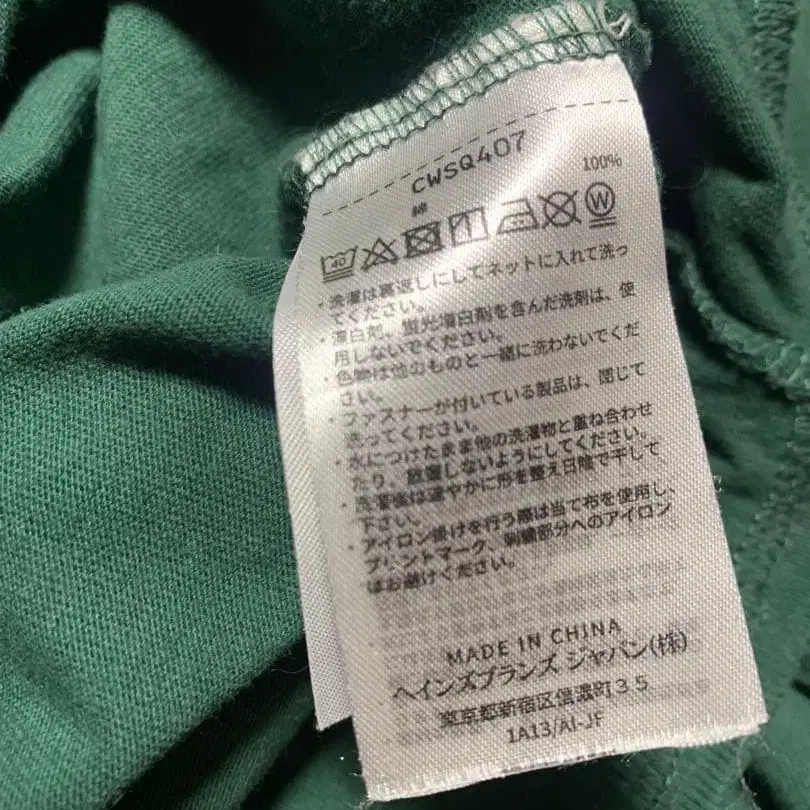 CWSQ407
綿 100%
40 W
・洗濯は裏返しにしてネットに入れて洗っ
てください。
・漂白剤、蛍光増白剤を含んだ洗剤は、使
用しないでください。
・色物は他のものと一緒に洗わないでくだ
さい。
・ファスナーが付いている製品は、閉じて
洗ってください。
・水につけたまま他の洗濯物と重ね合わせ
たり、放置しないようにしてください。
・洗濯後は速やかに形を整え日陰で干して
下さい。
・アイロン掛けを行う際は当て布を使用し、
プリントマーク、刺繍部分へのアイロン
はお避けください。
MADE IN CHINA
ヘインズブランズ ジャパン(株)
東京都新宿区信濃町35
1A13/AI-JF